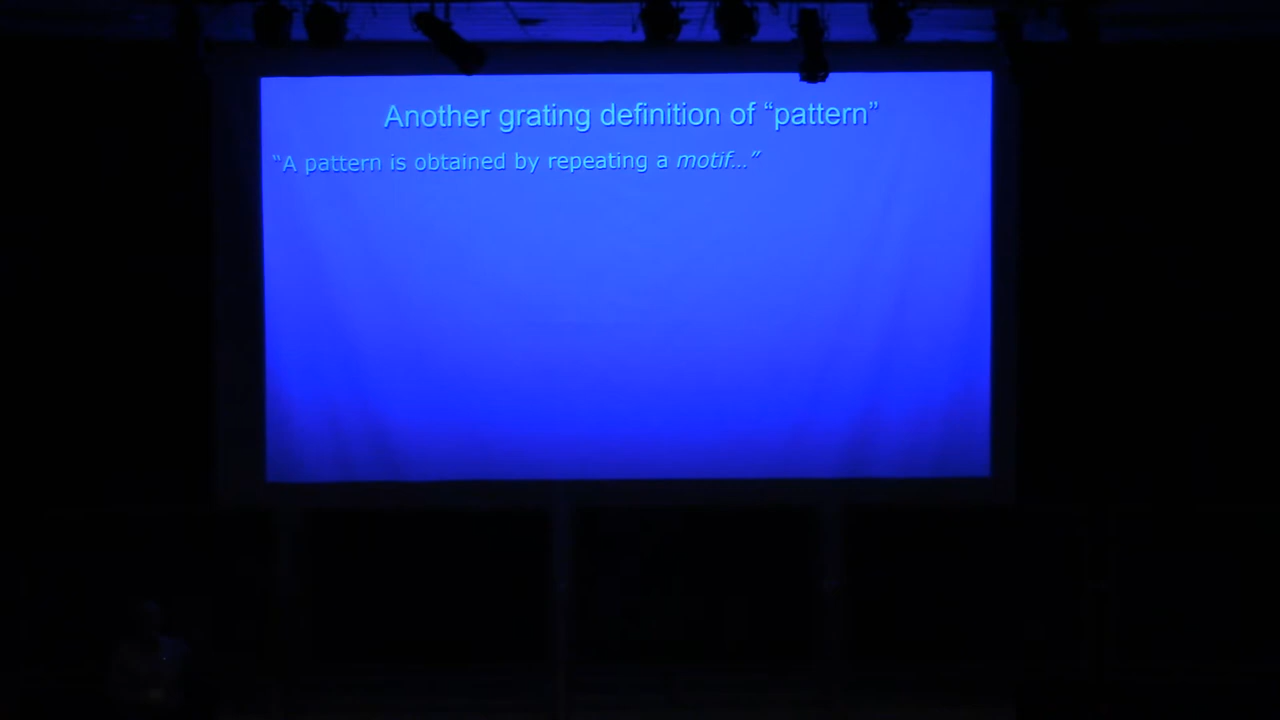 Another grating definition of “pattern”
“A pattern is obtained by repeating a motif…”